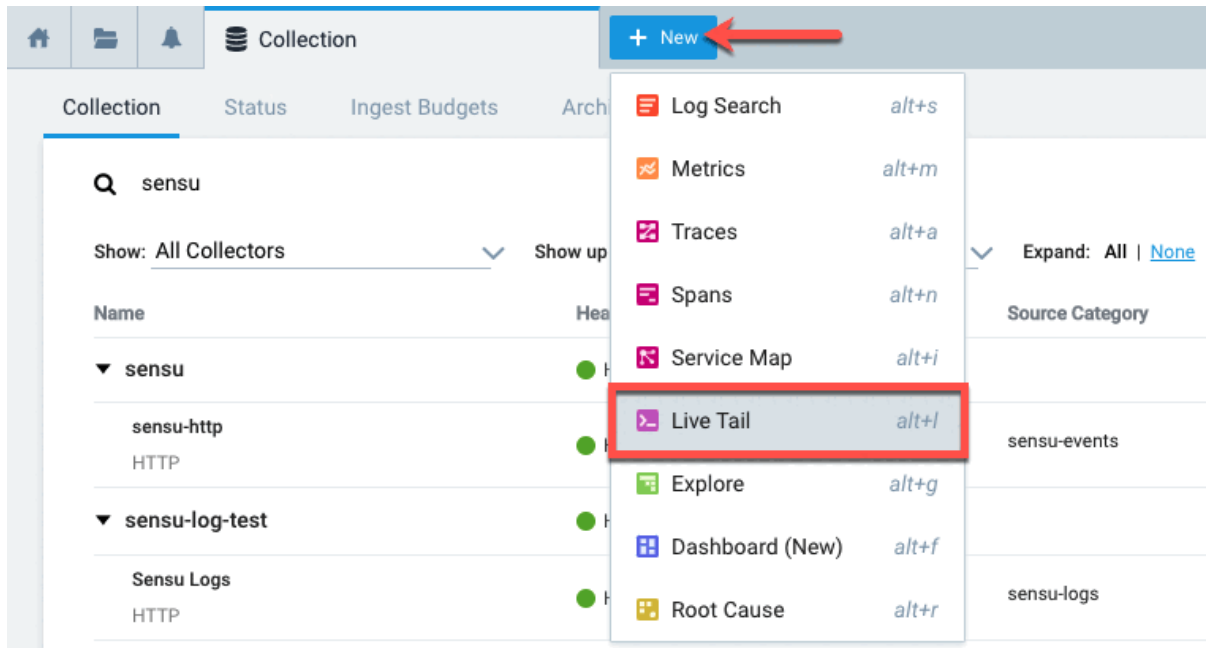 Collection
+ New
Collection Status Ingest Budgets
Log Search alt+s
sensu
Metrics alt+m
Traces alt+a
Show: All Collectors Show up Expand: All | None
Spans alt+n
Name Source Category
Service Map alt+i
sensu
Live Tail alt+l
sensu-http
sensu-events
HTTP
Explore alt+g
sensu-log-test
Dashboard (New) alt+f
Sensu Logs
sensu-logs
Root Cause alt+r
HTTP